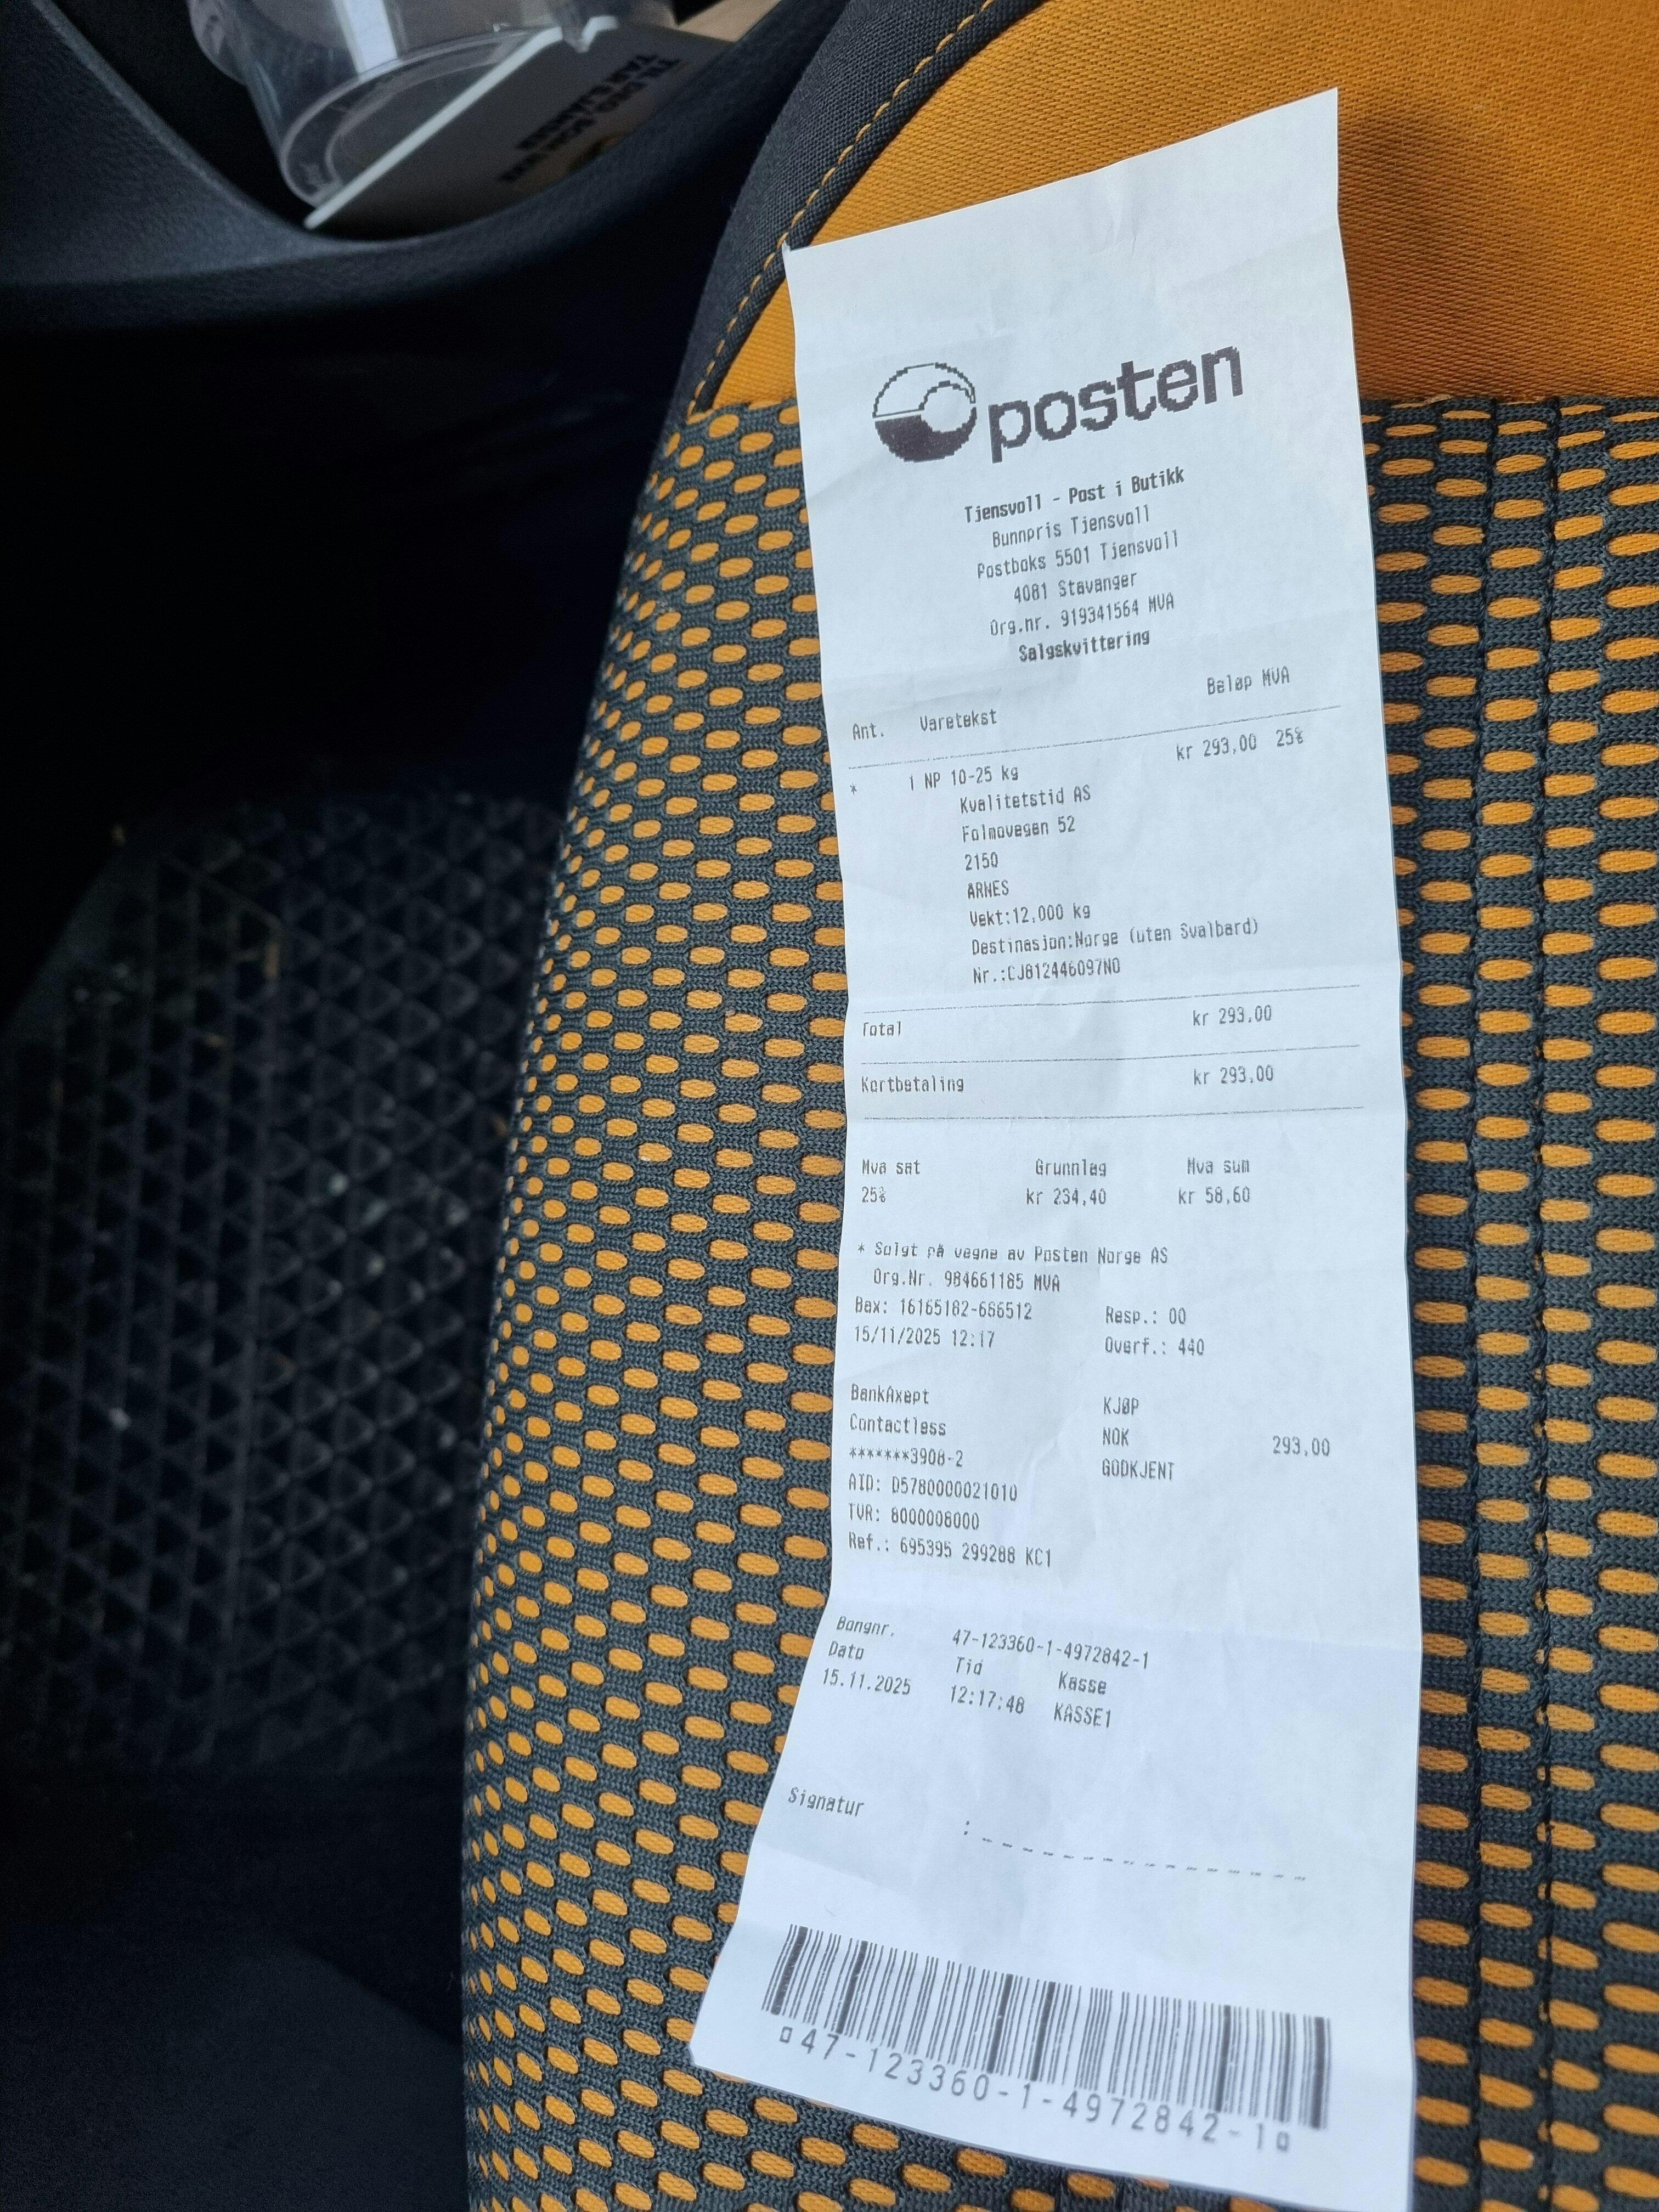 posten
Tjensvoll - Post i Butikk
Bunnpris Tjensvoll
Postboks 5501 Tjensvoll
4081 Stavanger
Org.nr. 919341564 MVA
Salgskvittering
Ant. Varetekst Beløp MVA
* 1 NP 10-25 kg kr 293,00 25%
Kvalitetstid AS
Folmovegen 52
2150
ARNES
Vekt:12,000 kg
Destinasjon:Norge (uten Svalbard)
Nr.:CJ812446097NO
Total kr 293,00
Kortbetaling kr 293,00
Mva sat Grunnlag Mva sum
25% kr 234,40 kr 58,60
* Solgt på vegne av Posten Norge AS
Org.Nr. 984661185 MVA
Bax: 16165182-666512 Resp.: 00
15/11/2025 12:17 Overf.: 440
BankAxept KJØP
Contactless NOK 293,00
*******3908-2 GODKJENT
AID: D5780000021010
TVR: 8000008000
Ref.: 695395 299288 KC1
Bongnr. 47-123360-1-4972842-1
Dato Tid Kasse
15.11.2025 12:17:48 KASSE1
Signatur :
¤47-123360-1-4972842-1¤